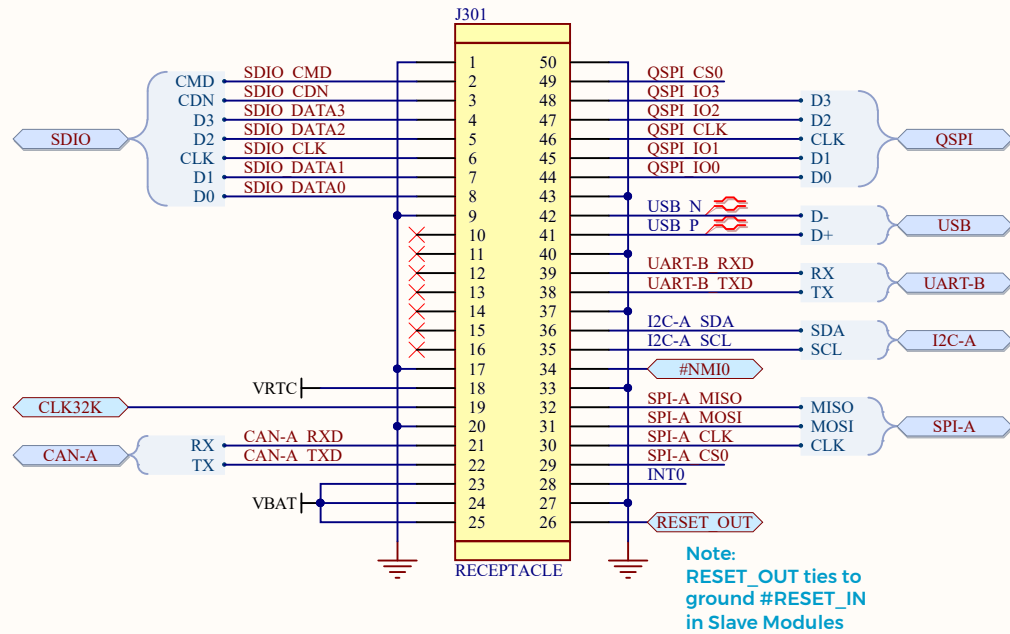 J301
1 50
CMD SDIO_CMD 2 49 QSPI_CS0
CDN SDIO_CDN 3 48 QSPI_IO3 D3
D3 SDIO_DATA3 4 47 QSPI_IO2 D2
SDIO D2 SDIO_DATA2 5 46 QSPI_CLK CLK QSPI
CLK SDIO_CLK 6 45 QSPI_IO1 D1
D1 SDIO_DATA1 7 44 QSPI_IO0 D0
D0 SDIO_DATA0 8 43
9 42 USB_N D- USB
10 41 USB_P D+
11 40
12 39 UART-B_RXD RX UART-B
13 38 UART-B_TXD TX
14 37
15 36 I2C-A_SDA SDA I2C-A
16 35 I2C-A_SCL SCL
17 34 #NMI0
VRTC 18 33
CLK32K 19 32 SPI-A_MISO MISO
20 31 SPI-A_MOSI MOSI SPI-A
CAN-A RX CAN-A_RXD 21 30 SPI-A_CLK CLK
TX CAN-A_TXD 22 29 SPI-A_CS0
23 28 INT0
VBAT 24 27
25 26 RESET_OUT
RECEPTACLE
Note:
RESET_OUT ties to
ground #RESET_IN
in Slave Modules